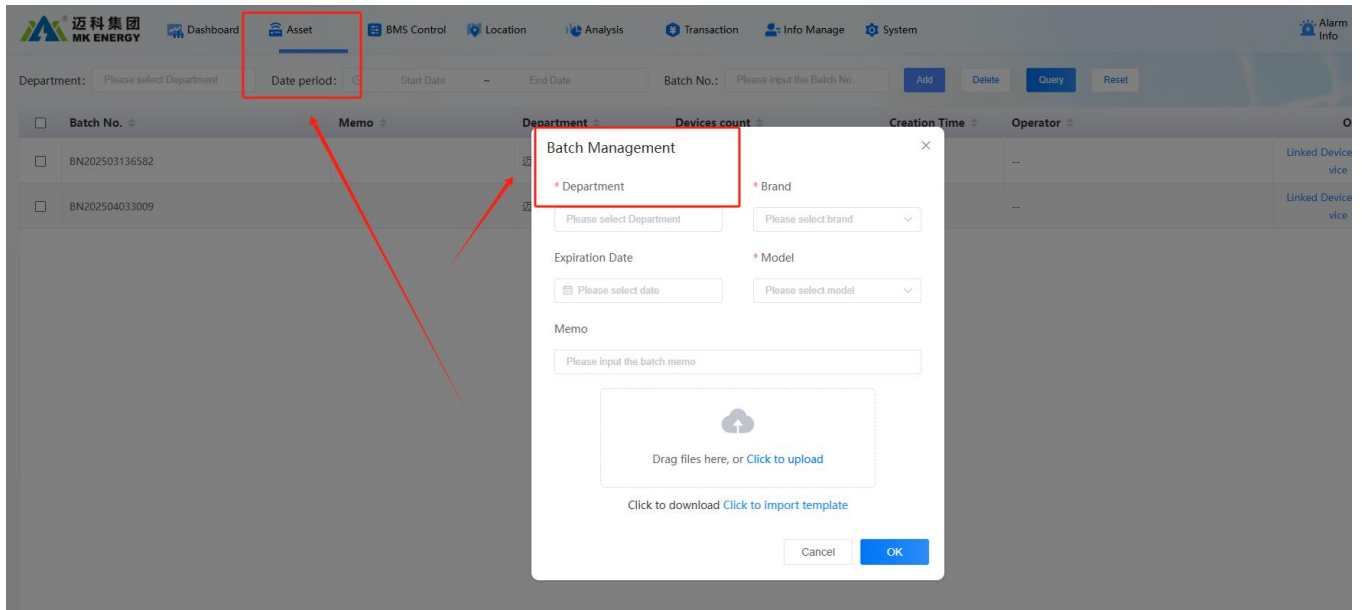 迈科集团
MK ENERGY
Dashboard
Asset
BMS Control
Location
Analysis
Transaction
Info Manage
System
Alarm
Info
Department: Please select Department
Date period: Start Date ~ End Date
Batch No.: Please input the Batch No.
Add
Delete
Query
Reset
Batch No. Memo Department Devices count Creation Time Operator O
BN202503136582 迈 -- Linked Device
vice
BN202504033009 迈 -- Linked Device
vice
Batch Management
* Department * Brand
Please select Department Please select brand
Expiration Date * Model
Please select date Please select model
Memo
Please input the batch memo
Drag files here, or Click to upload
Click to download Click to import template
Cancel OK